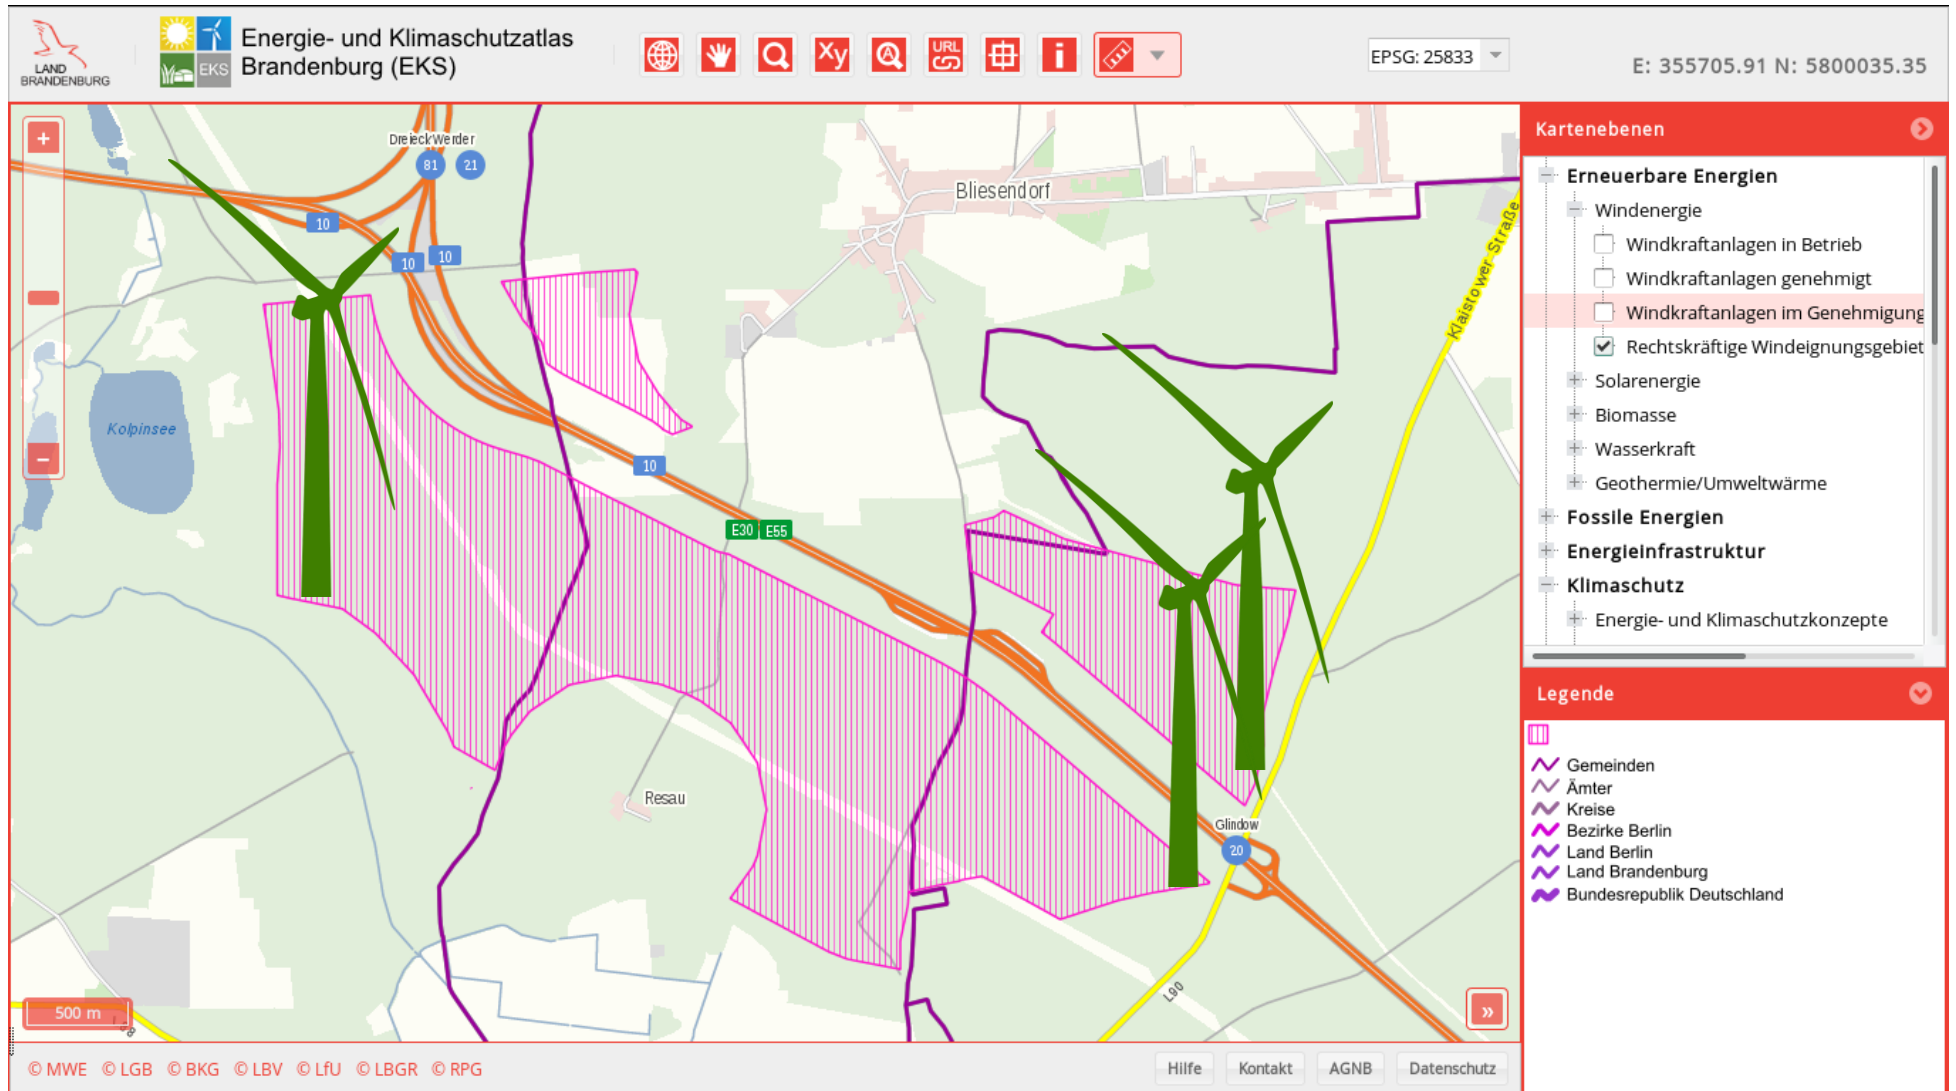 LAND
BRANDENBURG
EKS
Energie- und Klimaschutzatlas
Brandenburg (EKS)
Xy
A
URL
i
EPSG: 25833
E: 355705.91 N: 5800035.35
+
−
Dreieck Werder
81
21
10
10
10
Bliesendorf
Klaistower-Straße
Kolpinsee
10
E30
E55
Resau
Glindow
20
L90
500 m
»
Kartenebenen
Erneuerbare Energien
Windenergie
Windkraftanlagen in Betrieb
Windkraftanlagen genehmigt
Windkraftanlagen im Genehmigung
Rechtskräftige Windeignungsgebiet
Solarenergie
Biomasse
Wasserkraft
Geothermie/Umweltwärme
Fossile Energien
Energieinfrastruktur
Klimaschutz
Energie- und Klimaschutzkonzepte
Legende
Gemeinden
Ämter
Kreise
Bezirke Berlin
Land Berlin
Land Brandenburg
Bundesrepublik Deutschland
© MWE © LGB © BKG © LBV © LfU © LBGR © RPG
Hilfe
Kontakt
AGNB
Datenschutz